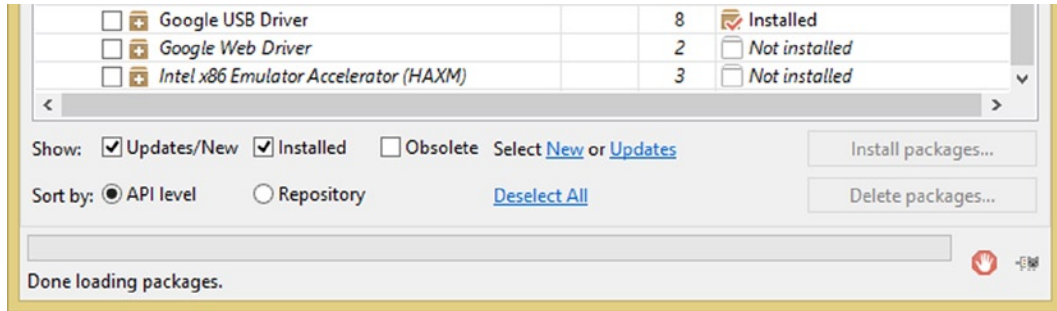 Google USB Driver 8 Installed
Google Web Driver 2 Not installed
Intel x86 Emulator Accelerator (HAXM) 3 Not installed
Show: Updates/New Installed Obsolete Select New or Updates Install packages...
Sort by: API level Repository Deselect All Delete packages...
Done loading packages.